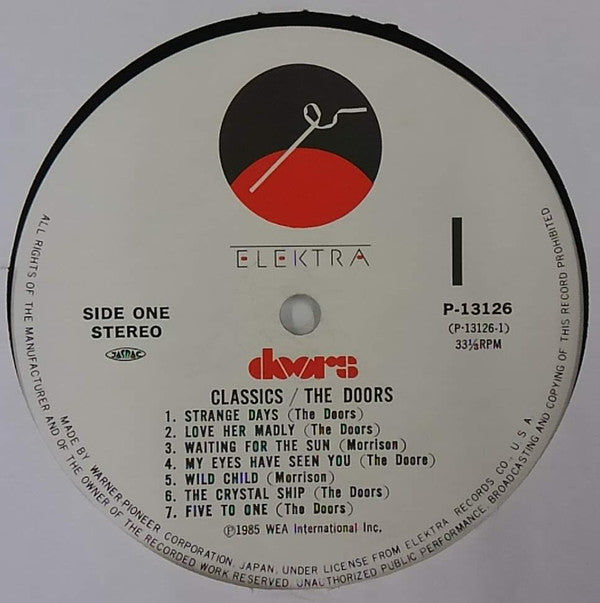 ELEKTRA
SIDE ONE
STEREO
JASRAC
I
P-13126
(P-13126-1)
33⅓RPM
doors
CLASSICS / THE DOORS
1. STRANGE DAYS (The Doors)
2. LOVE HER MADLY (The Doors)
3. WAITING FOR THE SUN (Morrison)
4. MY EYES HAVE SEEN YOU (The Doore)
5. WILD CHILD (Morrison)
6. THE CRYSTAL SHIP (The Doors)
7. FIVE TO ONE (The Doors)
Ⓟ1985 WEA International Inc.
ALL RIGHTS OF THE MANUFACTURER AND OF THE OWNER OF THE RECORDED WORK RESERVED. UNAUTHORIZED PUBLIC PERFORMANCE, BROADCASTING AND COPYING OF THIS RECORD PROHIBITED
MADE BY WARNER-PIONEER CORPORATION, JAPAN, UNDER LICENSE FROM ELEKTRA RECORDS CO., U.S.A.